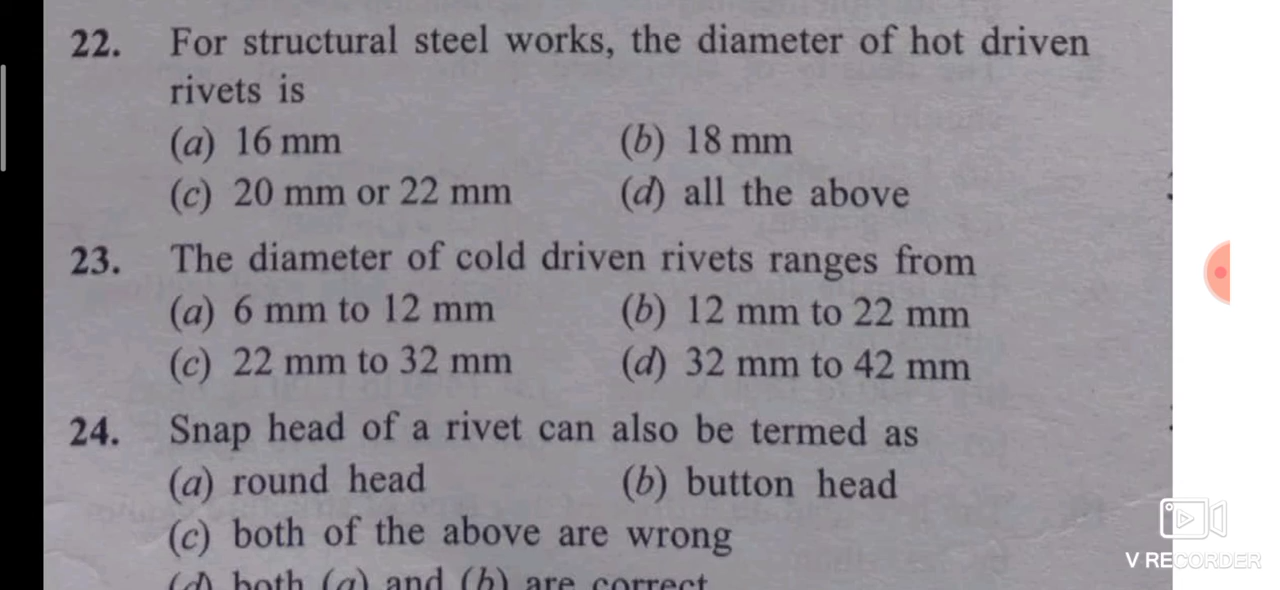 22. For structural steel works, the diameter of hot driven
rivets is
(a) 16 mm (b) 18 mm
(c) 20 mm or 22 mm (d) all the above
23. The diameter of cold driven rivets ranges from
(a) 6 mm to 12 mm (b) 12 mm to 22 mm
(c) 22 mm to 32 mm (d) 32 mm to 42 mm
24. Snap head of a rivet can also be termed as
(a) round head (b) button head
(c) both of the above are wrong
(d) both (a) and (b) are correct
V RECORDER